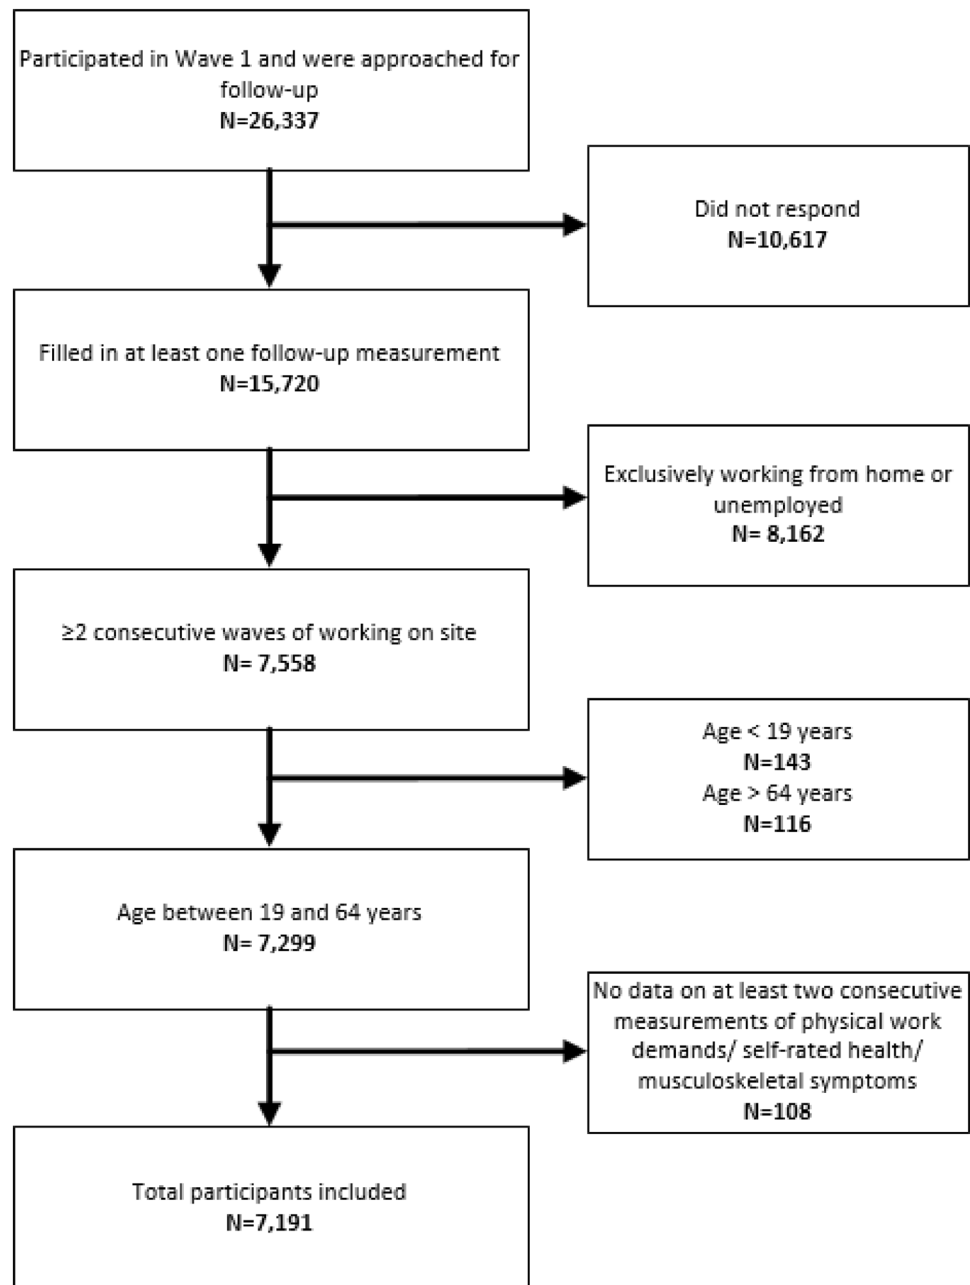 Participated in Wave 1 and were approached for
follow-up
N=26,337
Did not respond
N=10,617
Filled in at least one follow-up measurement
N=15,720
Exclusively working from home or
unemployed
N= 8,162
≥2 consecutive waves of working on site
N= 7,558
Age < 19 years
N=143
Age > 64 years
N=116
Age between 19 and 64 years
N= 7,299
No data on at least two consecutive
measurements of physical work
demands/ self-rated health/
musculoskeletal symptoms
N=108
Total participants included
N=7,191